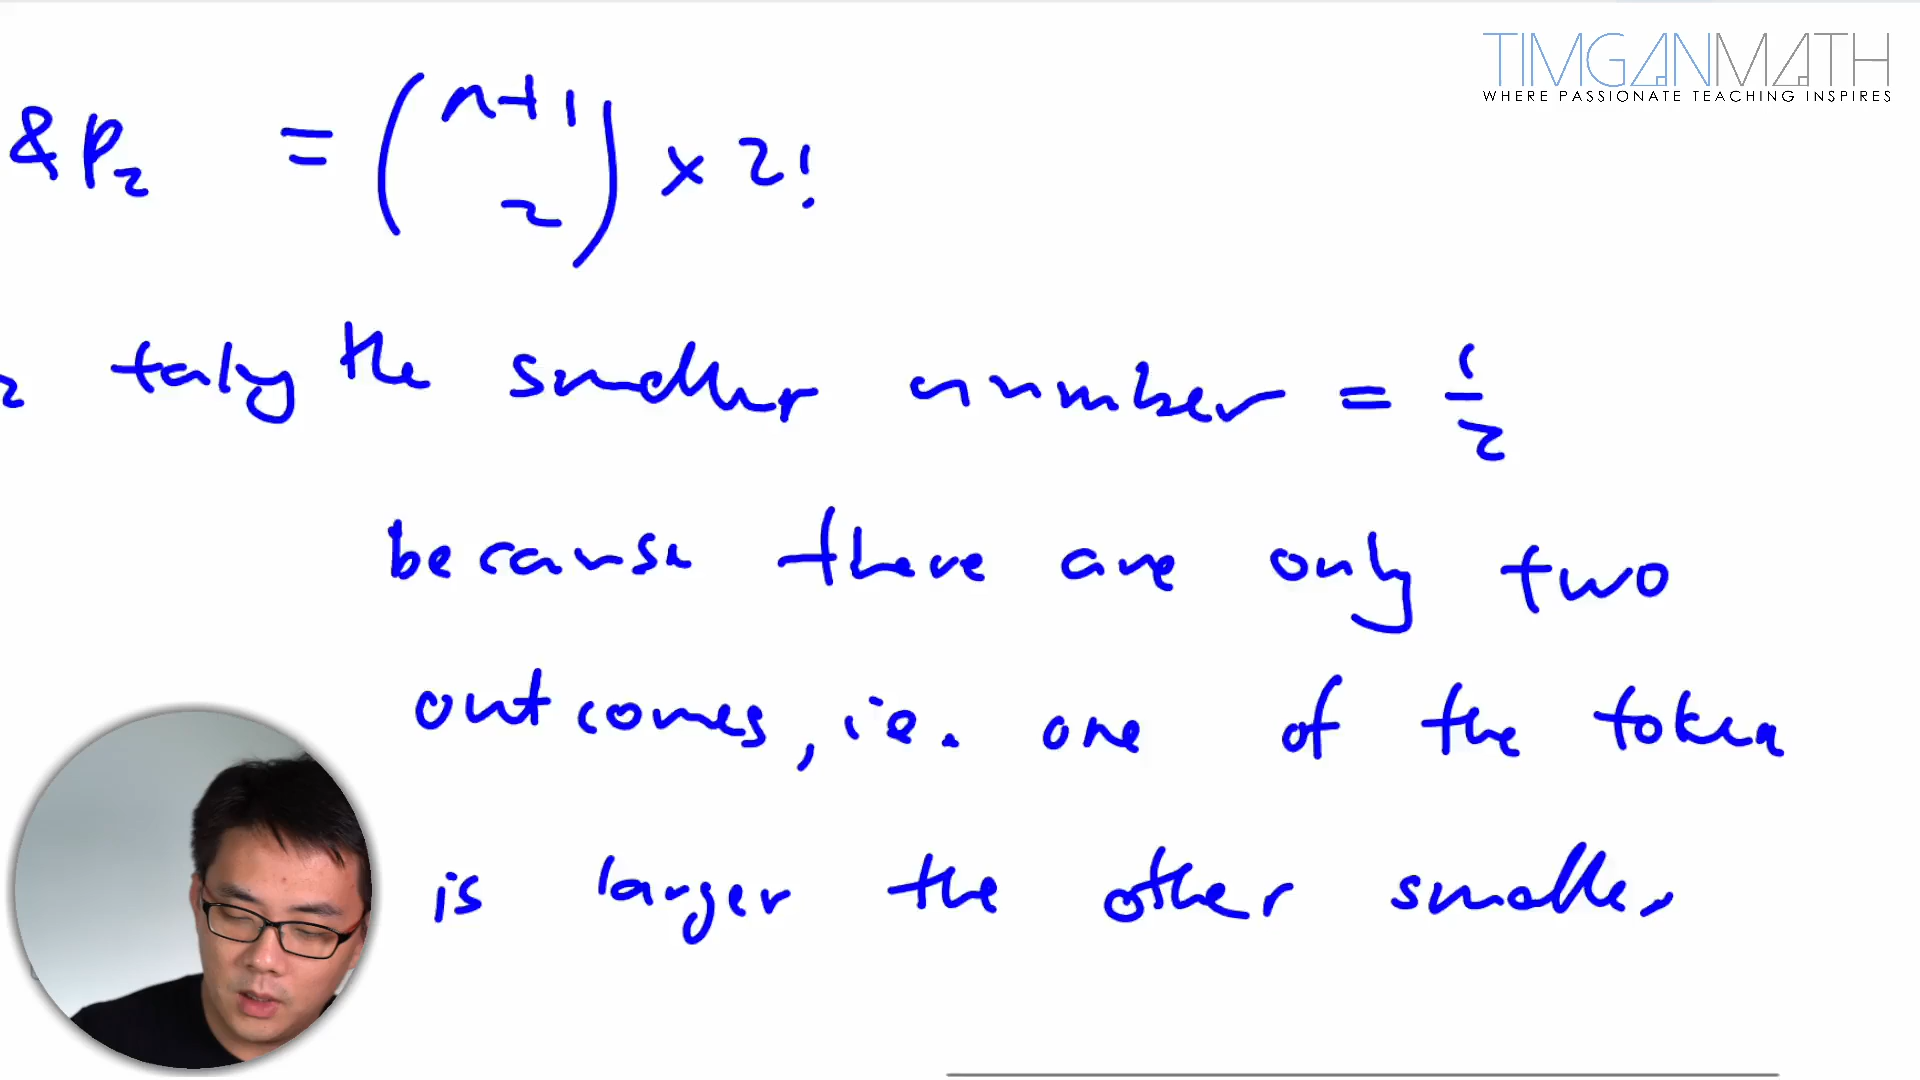 TIMGANMATH
WHERE PASSIONATE TEACHING INSPIRES
& P₂ = (n+1 2) × 2!
2 taking the smaller number = 1/2
because there are only two
outcomes, i.e. one of the token
is larger the other smaller